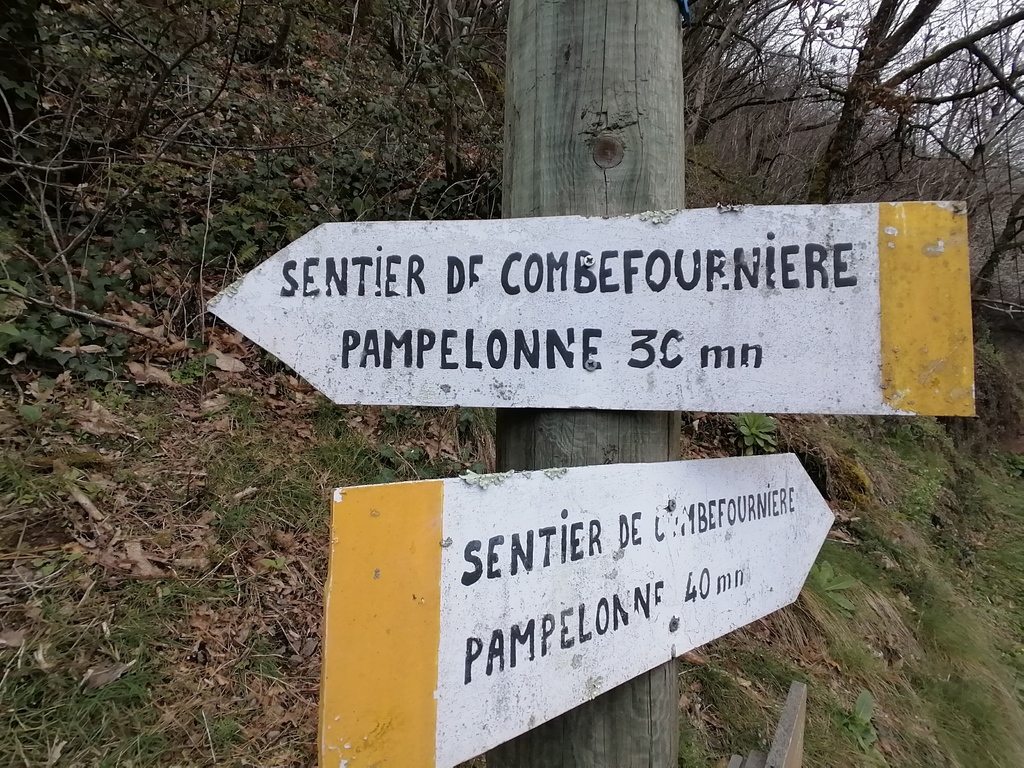 SENTIER DE COMBEFOURNIERE
PAMPELONNE 30 mn
SENTIER DE COMBEFOURNIERE
PAMPELONNE 40 mn